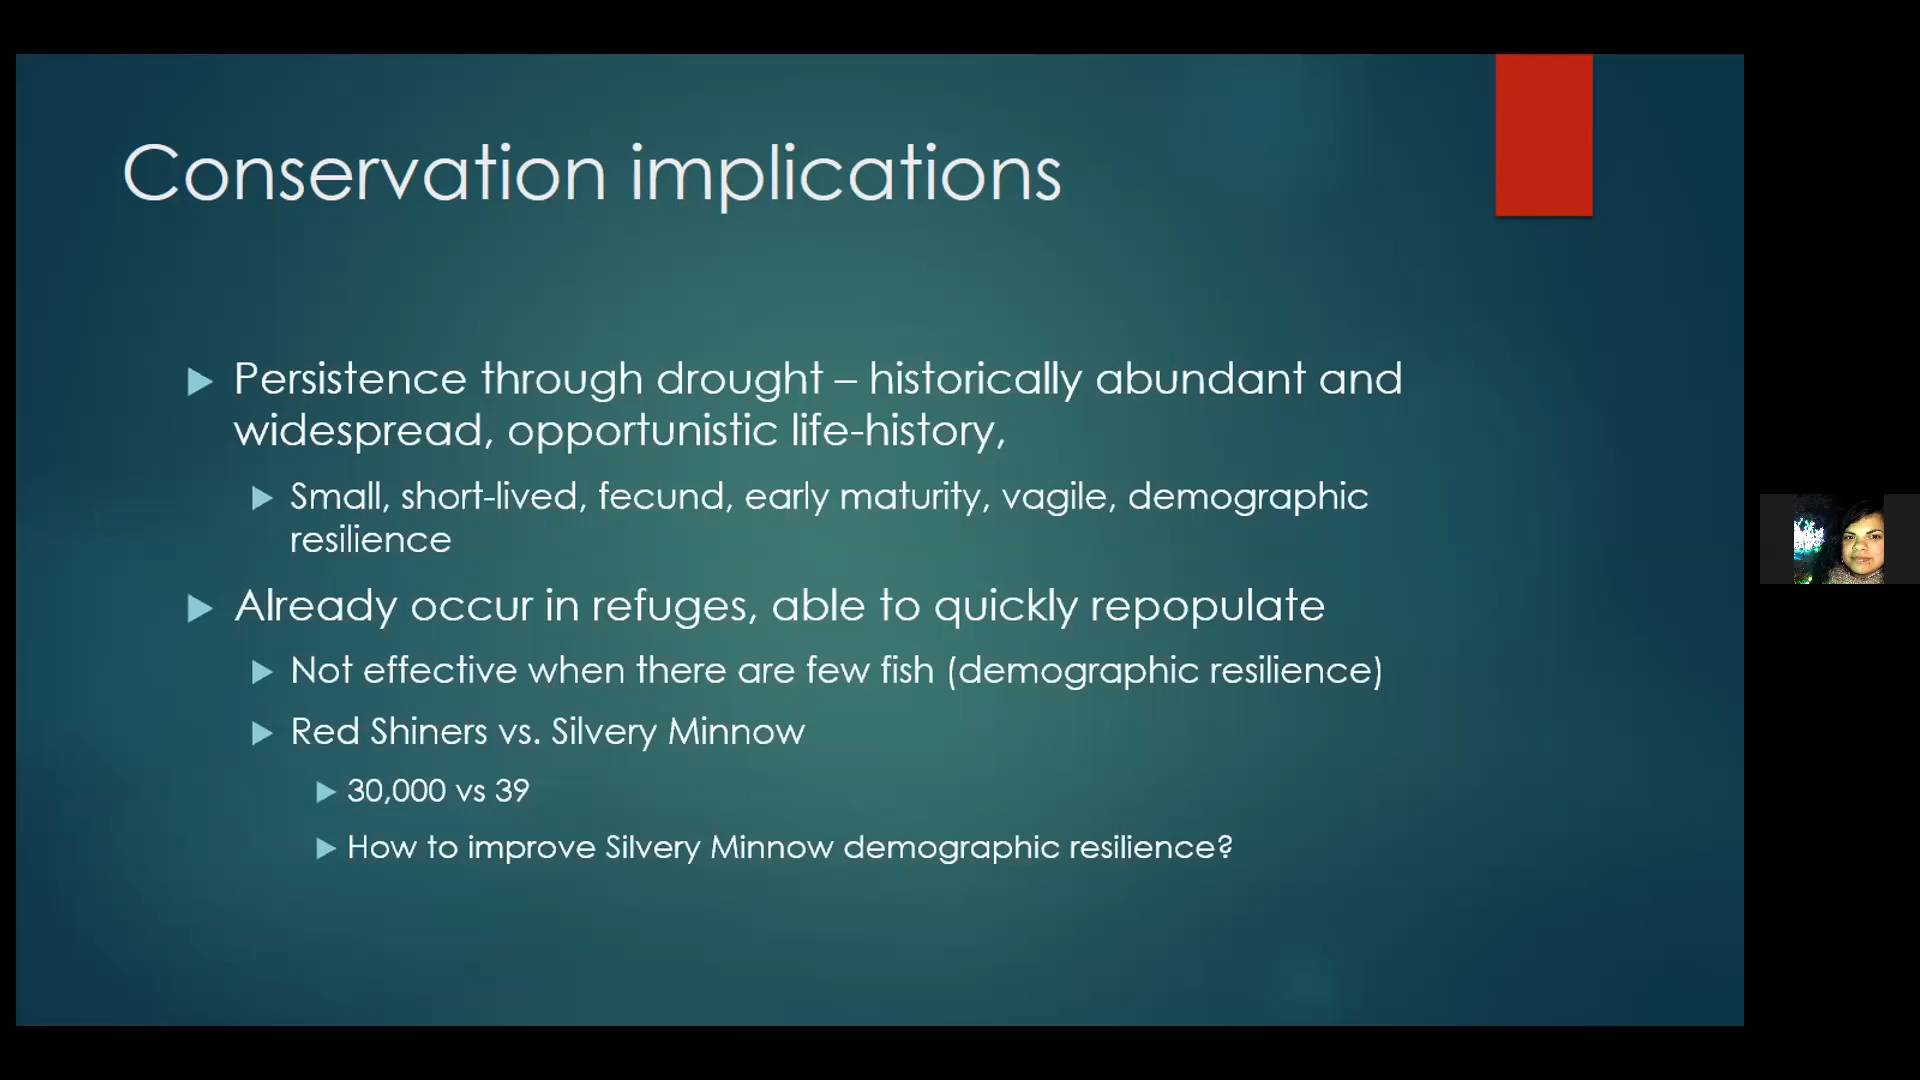 Conservation implications
Persistence through drought – historically abundant and
widespread, opportunistic life-history,
Small, short-lived, fecund, early maturity, vagile, demographic
resilience
Already occur in refuges, able to quickly repopulate
Not effective when there are few fish (demographic resilience)
Red Shiners vs. Silvery Minnow
30,000 vs 39
How to improve Silvery Minnow demographic resilience?